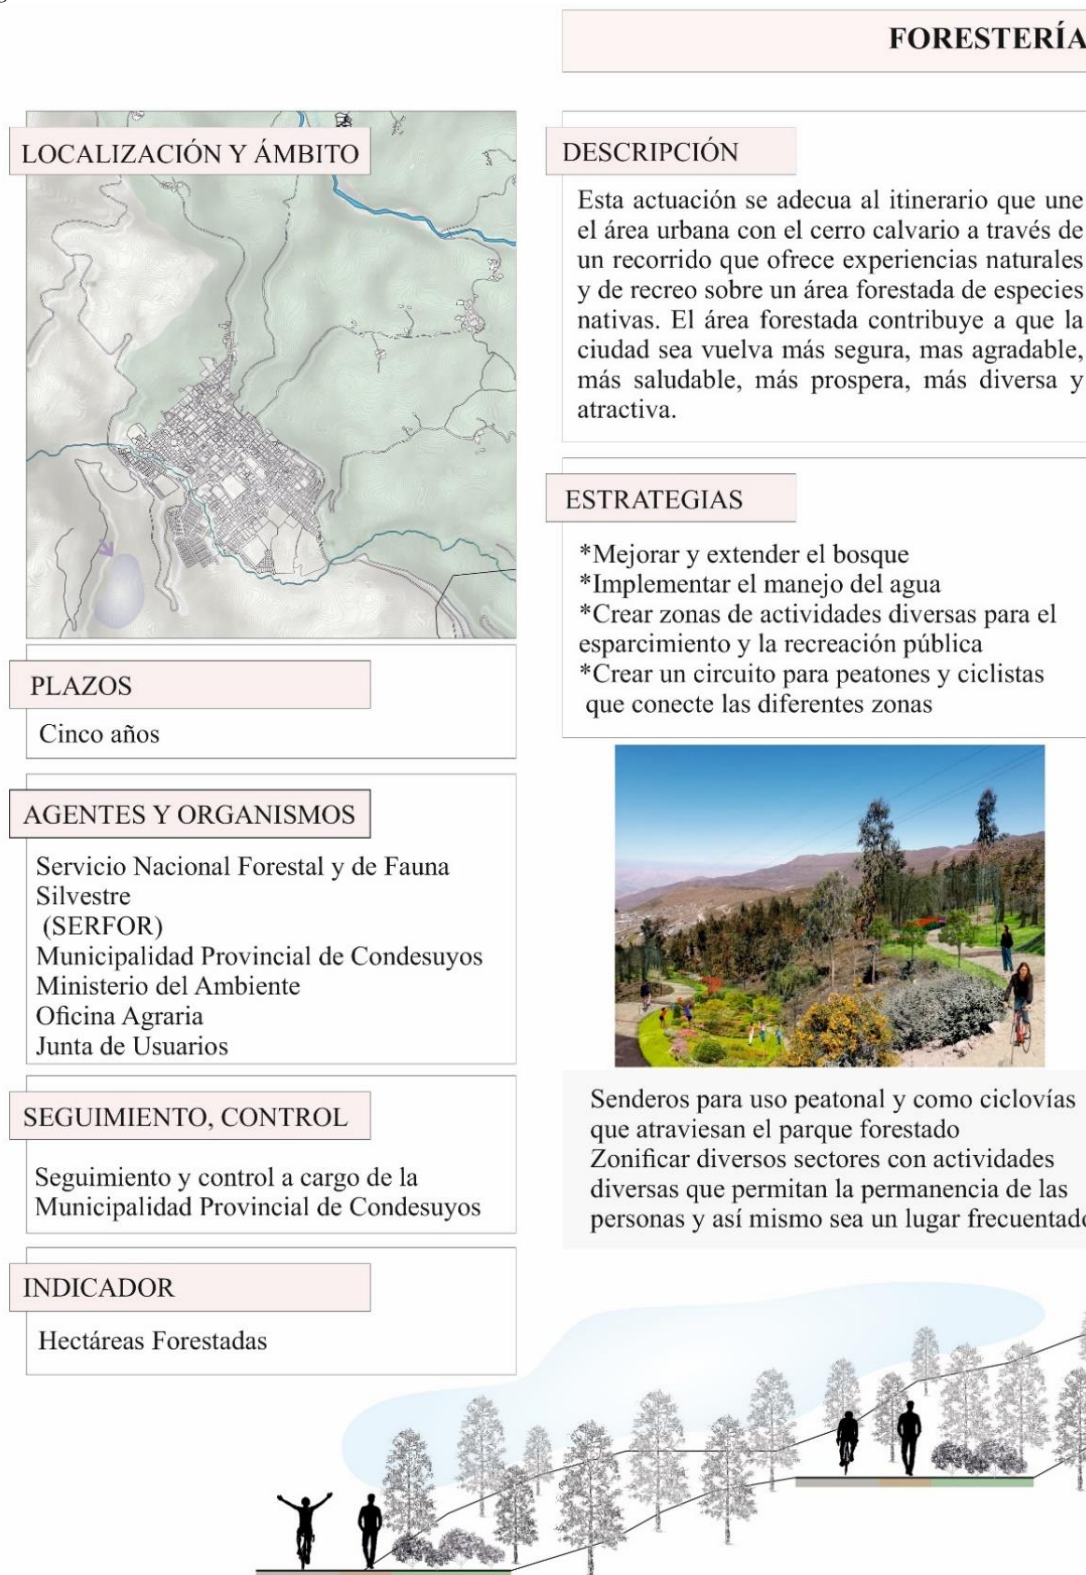 FORESTERÍA
LOCALIZACIÓN Y ÁMBITO
PLAZOS
Cinco años
AGENTES Y ORGANISMOS
Servicio Nacional Forestal y de Fauna
Silvestre
(SERFOR)
Municipalidad Provincial de Condesuyos
Ministerio del Ambiente
Oficina Agraria
Junta de Usuarios
SEGUIMIENTO, CONTROL
Seguimiento y control a cargo de la
Municipalidad Provincial de Condesuyos
INDICADOR
Hectáreas Forestadas
DESCRIPCIÓN
Esta actuación se adecua al itinerario que une
el área urbana con el cerro calvario a través de
un recorrido que ofrece experiencias naturales
y de recreo sobre un área forestada de especies
nativas. El área forestada contribuye a que la
ciudad sea vuelva más segura, mas agradable,
más saludable, más prospera, más diversa y
atractiva.
ESTRATEGIAS
*Mejorar y extender el bosque
*Implementar el manejo del agua
*Crear zonas de actividades diversas para el
esparcimiento y la recreación pública
*Crear un circuito para peatones y ciclistas
que conecte las diferentes zonas
Senderos para uso peatonal y como ciclovías
que atraviesan el parque forestado
Zonificar diversos sectores con actividades
diversas que permitan la permanencia de las
personas y así mismo sea un lugar frecuentado